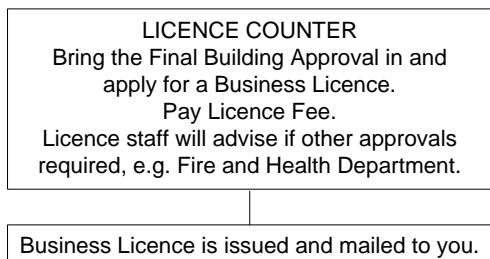 LICENCE COUNTER
Bring the Final Building Approval in and
apply for a Business Licence.
Pay Licence Fee.
Licence staff will advise if other approvals
required, e.g. Fire and Health Department.
Business Licence is issued and mailed to you.